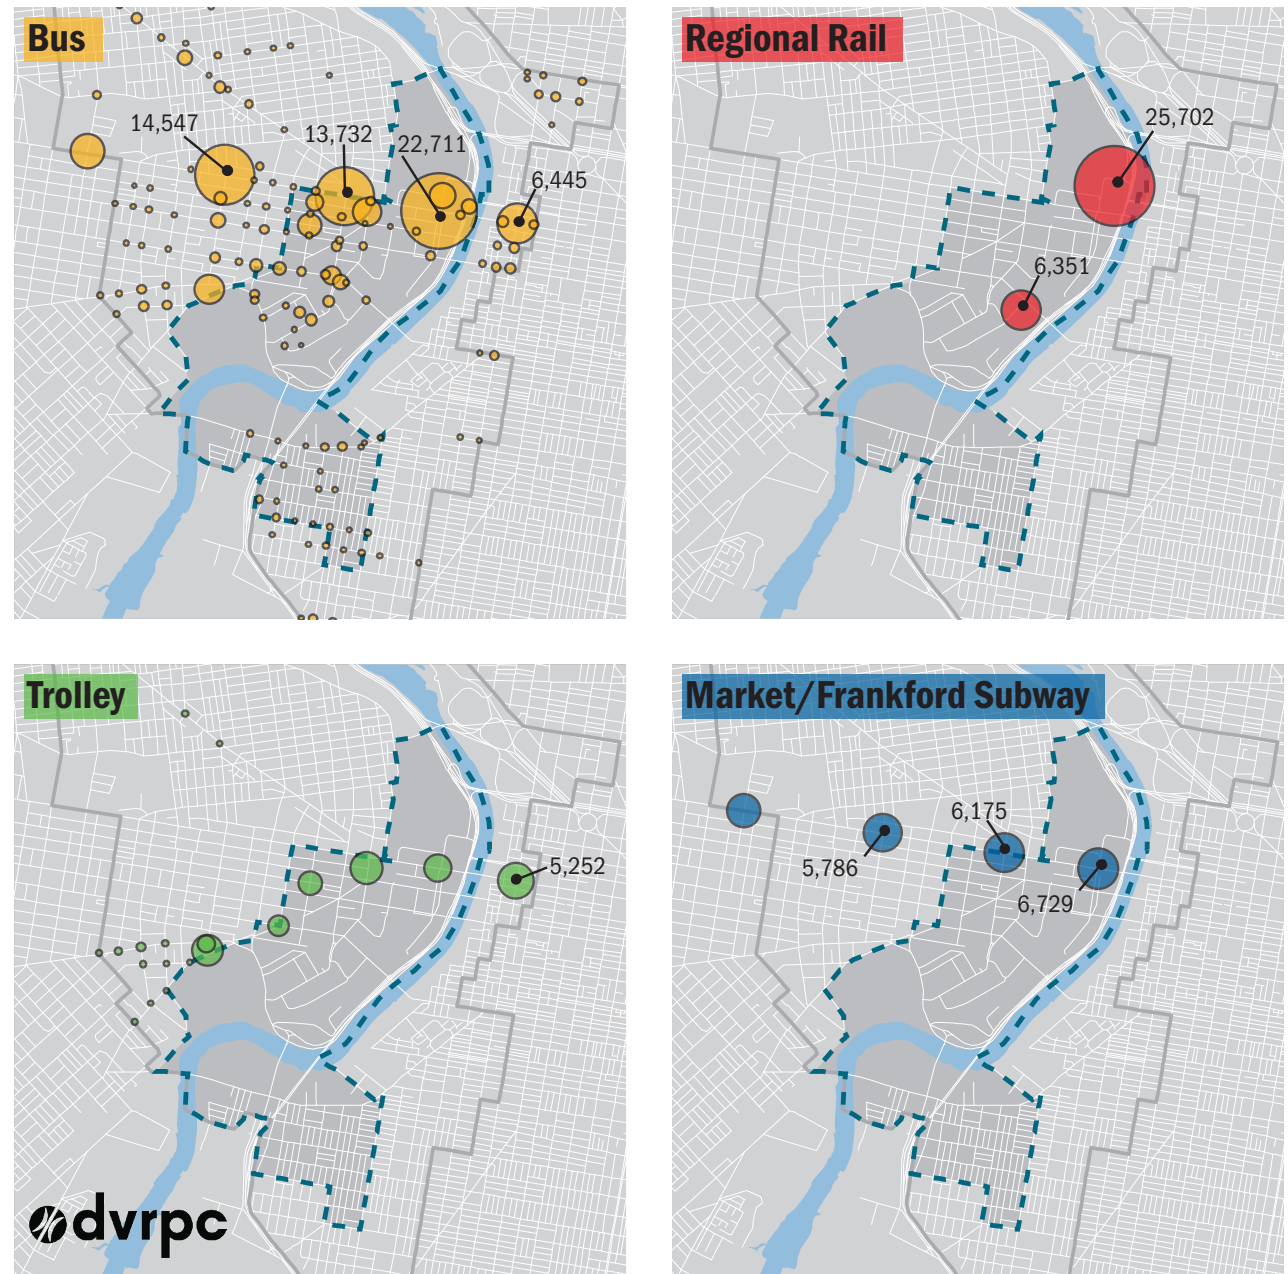 Bus
14,547
13,732
22,711
6,445
Regional Rail
25,702
6,351
Trolley
5,252
dvrpc
Market/Frankford Subway
6,175
5,786
6,729